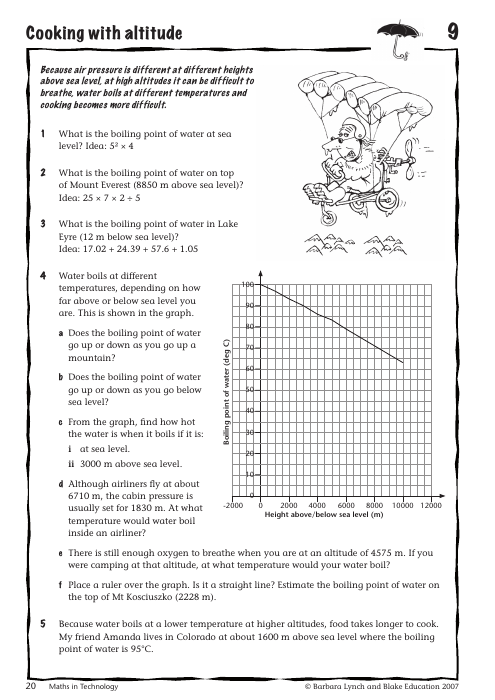 Cooking with altitude
9
Because air pressure is different at different heights
above sea level, at high altitudes it can be difficult to
breathe, water boils at different temperatures and
cooking becomes more difficult.
1 What is the boiling point of water at sea
level? Idea: 5² × 4
2 What is the boiling point of water on top
of Mount Everest (8850 m above sea level)?
Idea: 25 × 7 × 2 ÷ 5
3 What is the boiling point of water in Lake
Eyre (12 m below sea level)?
Idea: 17.02 + 24.39 + 57.6 + 1.05
4 Water boils at different
temperatures, depending on how
far above or below sea level you
are. This is shown in the graph.
a Does the boiling point of water
go up or down as you go up a
mountain?
b Does the boiling point of water
go up or down as you go below
sea level?
c From the graph, find how hot
the water is when it boils if it is:
i at sea level.
ii 3000 m above sea level.
d Although airliners fly at about
6710 m, the cabin pressure is
usually set for 1830 m. At what
temperature would water boil
inside an airliner?
Boiling point of water (deg C)
100
90
80
70
60
50
40
30
20
10
0
-2000 0 2000 4000 6000 8000 10000 12000
Height above/below sea level (m)
e There is still enough oxygen to breathe when you are at an altitude of 4575 m. If you
were camping at that altitude, at what temperature would your water boil?
f Place a ruler over the graph. Is it a straight line? Estimate the boiling point of water on
the top of Mt Kosciuszko (2228 m).
5 Because water boils at a lower temperature at higher altitudes, food takes longer to cook.
My friend Amanda lives in Colorado at about 1600 m above sea level where the boiling
point of water is 95°C.
20 Maths in Technology
© Barbara Lynch and Blake Education 2007